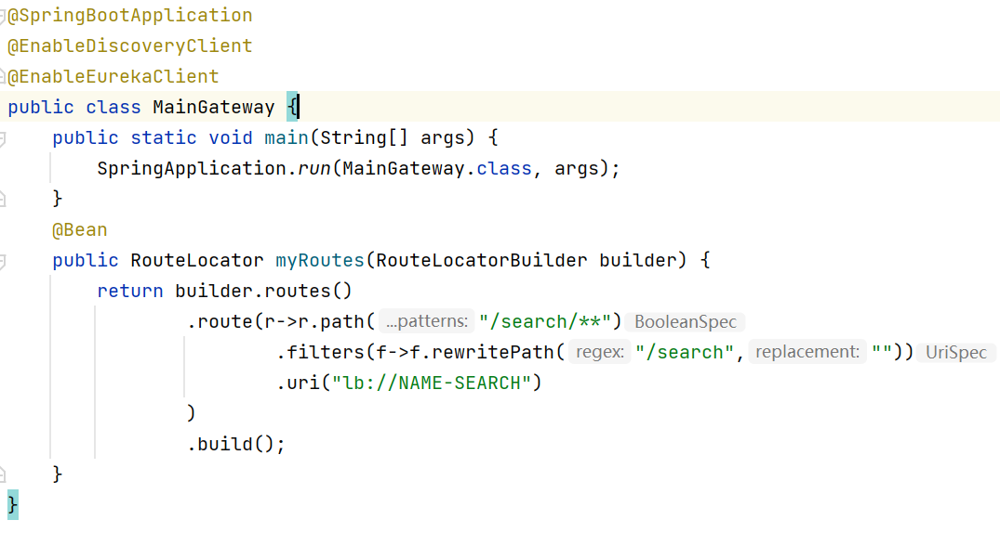 @SpringBootApplication
@EnableDiscoveryClient
@EnableEurekaClient
public class MainGateway {
    public static void main(String[] args) {
        SpringApplication.run(MainGateway.class, args);
    }
    @Bean
    public RouteLocator myRoutes(RouteLocatorBuilder builder) {
        return builder.routes()
                .route(r->r.path( ...patterns: "/search/**") BooleanSpec
                        .filters(f->f.rewritePath( regex: "/search", replacement: "")) UriSpec
                        .uri("lb://NAME-SEARCH")
                )
                .build();
    }
}